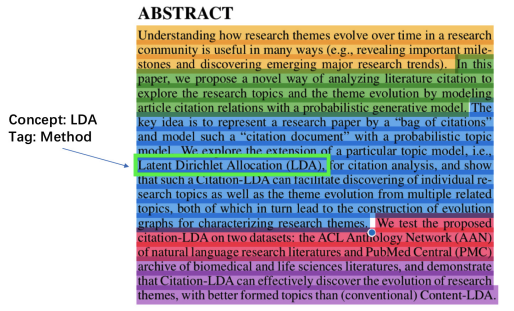 ABSTRACT
Understanding how research themes evolve over time in a research
community is useful in many ways (e.g., revealing important mile-
stones and discovering emerging major research trends). In this
paper, we propose a novel way of analyzing literature citation to
explore the research topics and the theme evolution by modeling
article citation relations with a probabilistic generative model. The
key idea is to represent a research paper by a “bag of citations”
and model such a “citation document” with a probabilistic topic
model. We explore the extension of a particular topic model, i.e.,
Latent Dirichlet Allocation (LDA), for citation analysis, and show
that such a Citation-LDA can facilitate discovering of individual re-
search topics as well as the theme evolution from multiple related
topics, both of which in turn lead to the construction of evolution
graphs for characterizing research themes. We test the proposed
citation-LDA on two datasets: the ACL Anthology Network (AAN)
of natural language research literatures and PubMed Central (PMC)
archive of biomedical and life sciences literatures, and demonstrate
that Citation-LDA can effectively discover the evolution of research
themes, with better formed topics than (conventional) Content-LDA.
Concept: LDA
Tag: Method